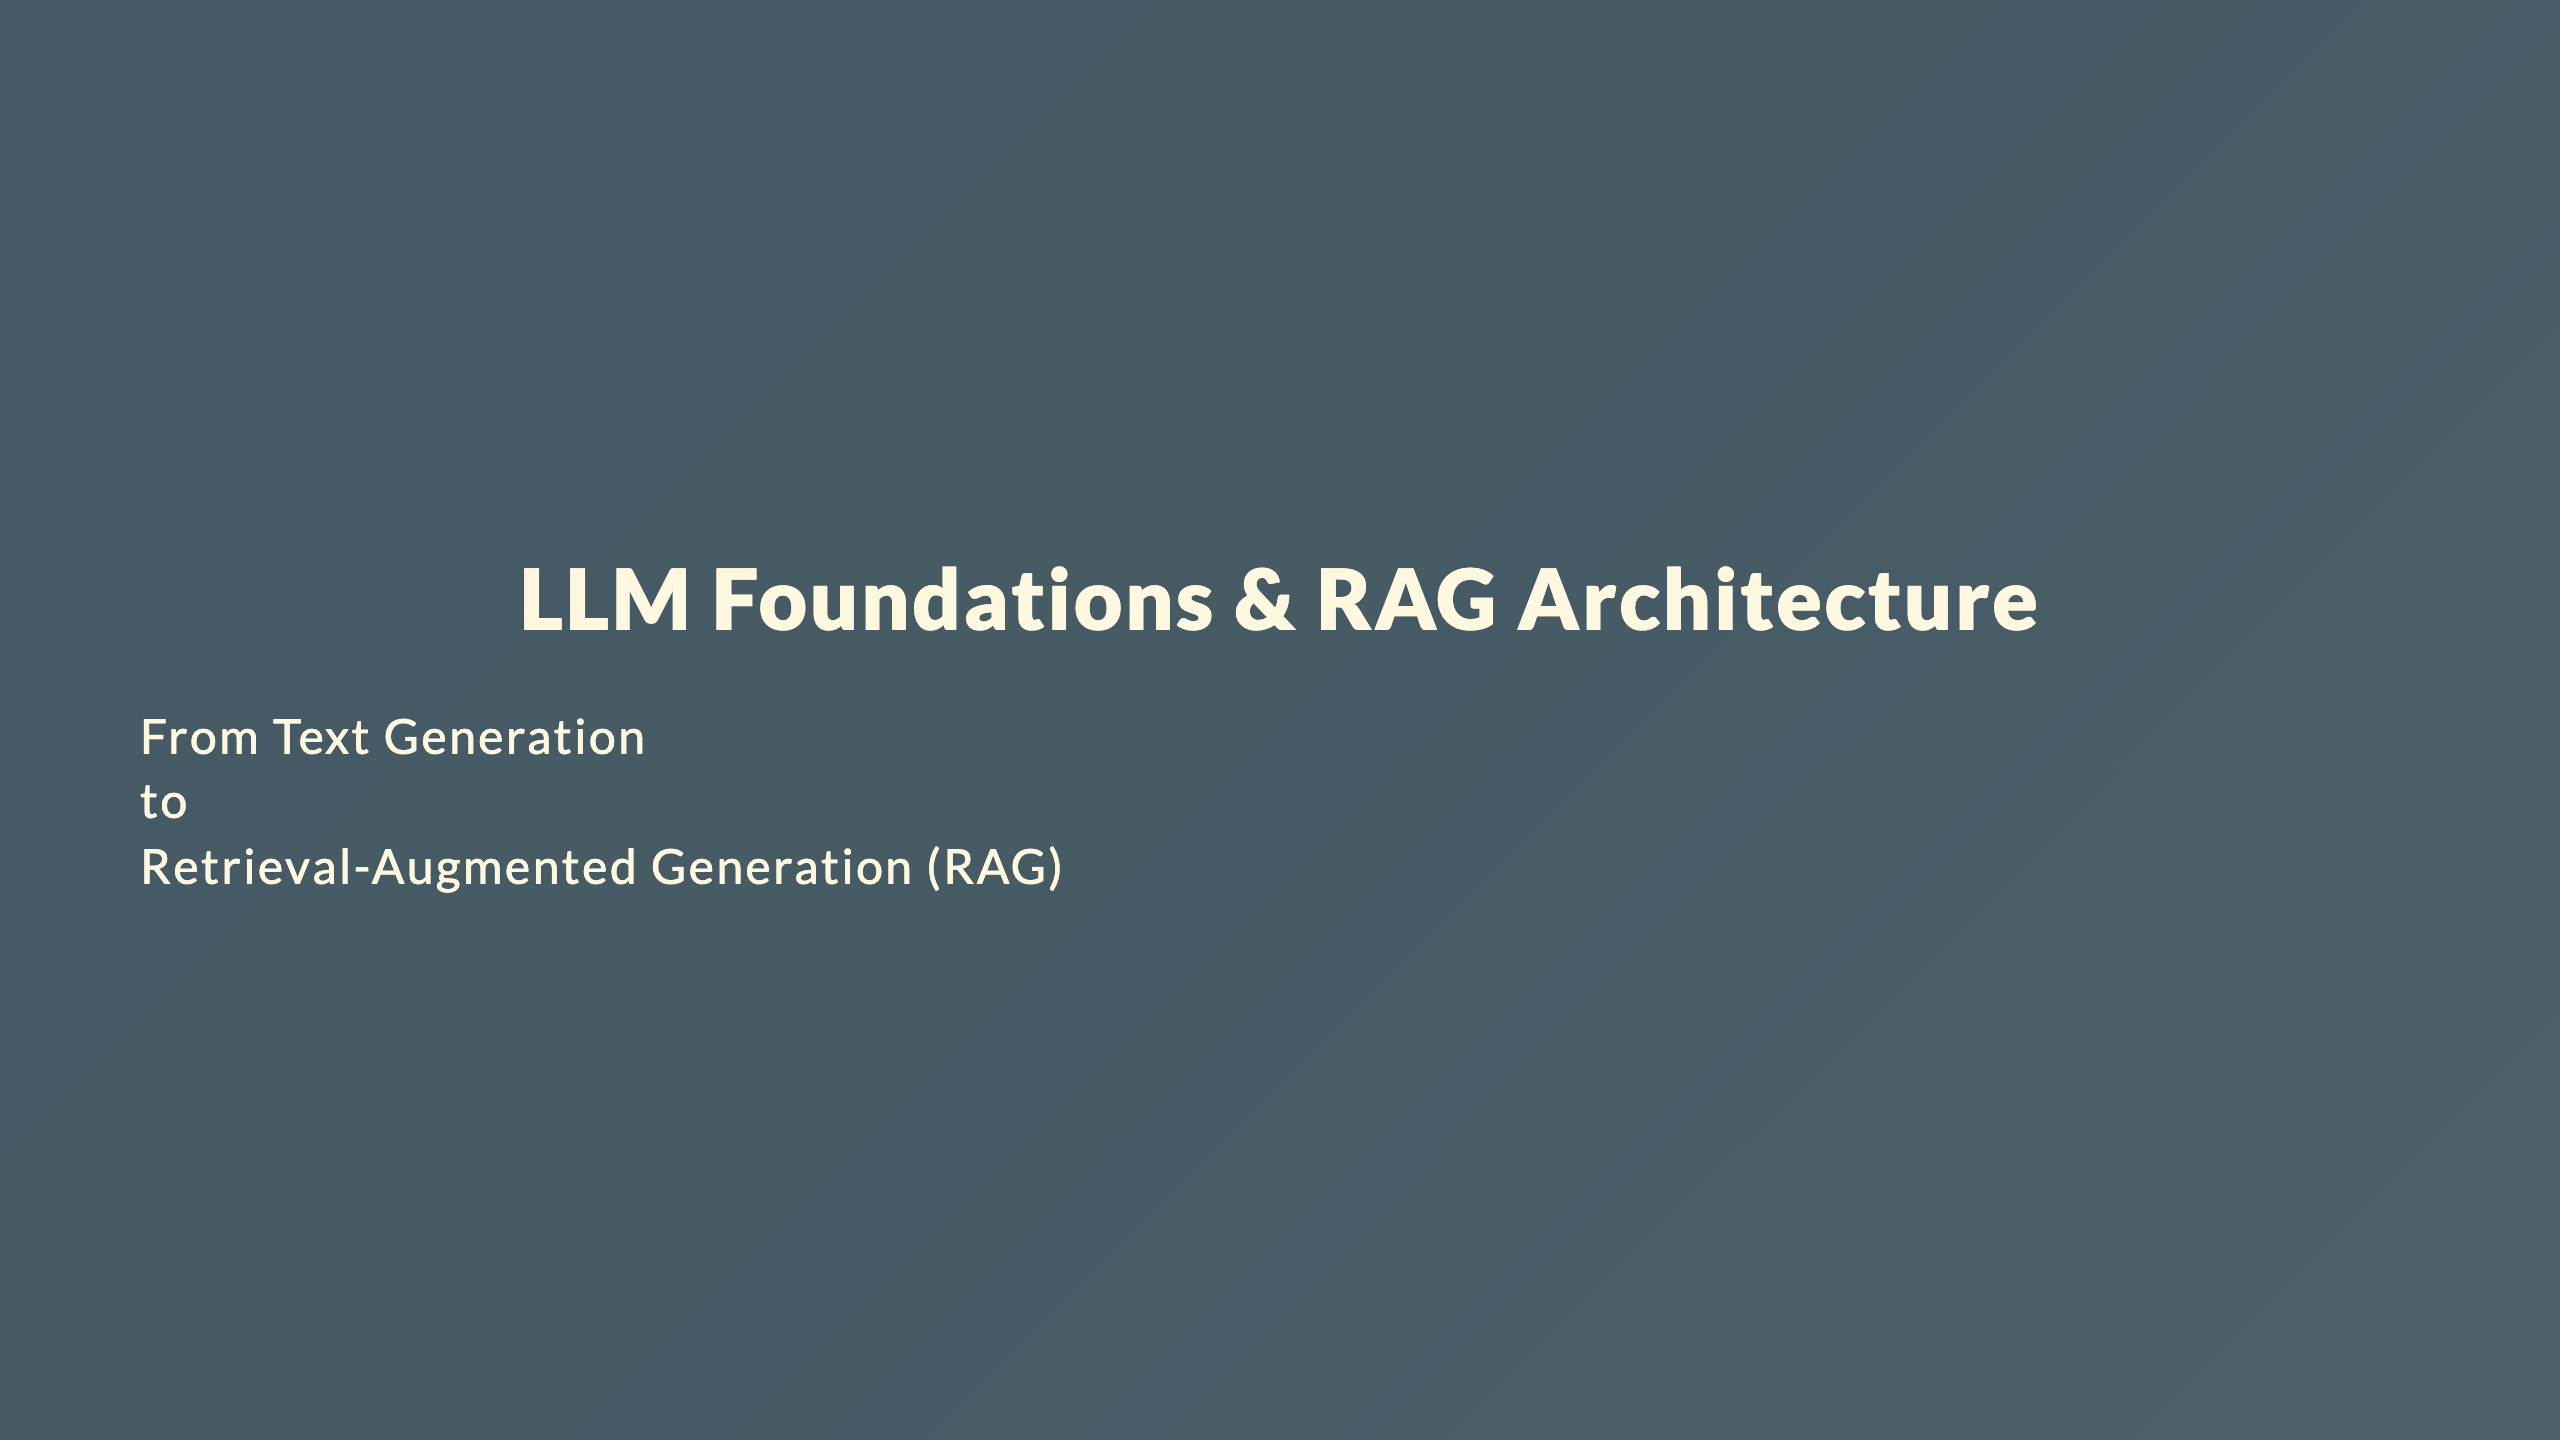 LLM Foundations & RAG Architecture
From Text Generation
to
Retrieval-Augmented Generation (RAG)